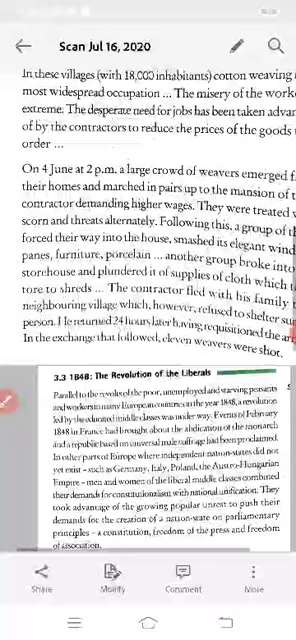 Scan Jul 16, 2020
In these villages (with 18,000 inhabitants) cotton weaving
most widespread occupation ... The misery of the work
extreme. The desperate need for jobs has been taken advan
of by the contractors to reduce the prices of the goods
order ...
On 4 June at 2 p.m. a large crowd of weavers emerged f
their homes and marched in pairs up to the mansion of t
contractor demanding higher wages. They were treated
scorn and threats alternately. Following this, a group of th
forced their way into the house, smashed its elegant wind
panes, furniture, porcelain ... another group broke into
storehouse and plundered it of supplies of cloth which t
tore to shreds ... The contractor fled with his family t
neighbouring village which, however, refused to shelter su
person. He returned 24 hours later having requisitioned the ar
In the exchange that followed, eleven weavers were shot.
3.3 1848: The Revolution of the Liberals
Parallel to the revolts of the poor, unemployed and starving peasants
and workers in many European countries in the year 1848, a revolution
led by the educated middle classes was under way. Events of February
1848 in France had brought about the abdication of the monarch
and a republic based on universal male suffrage had been proclaimed.
In other parts of Europe where independent nation-states did not
yet exist – such as Germany, Italy, Poland, the Austro-Hungarian
Empire – men and women of the liberal middle classes combined
their demands for constitutionalism with national unification. They
took advantage of the growing popular unrest to push their
demands for the creation of a nation-state on parliamentary
principles – a constitution, freedom of the press and freedom
of association.
Share Modify Comment More